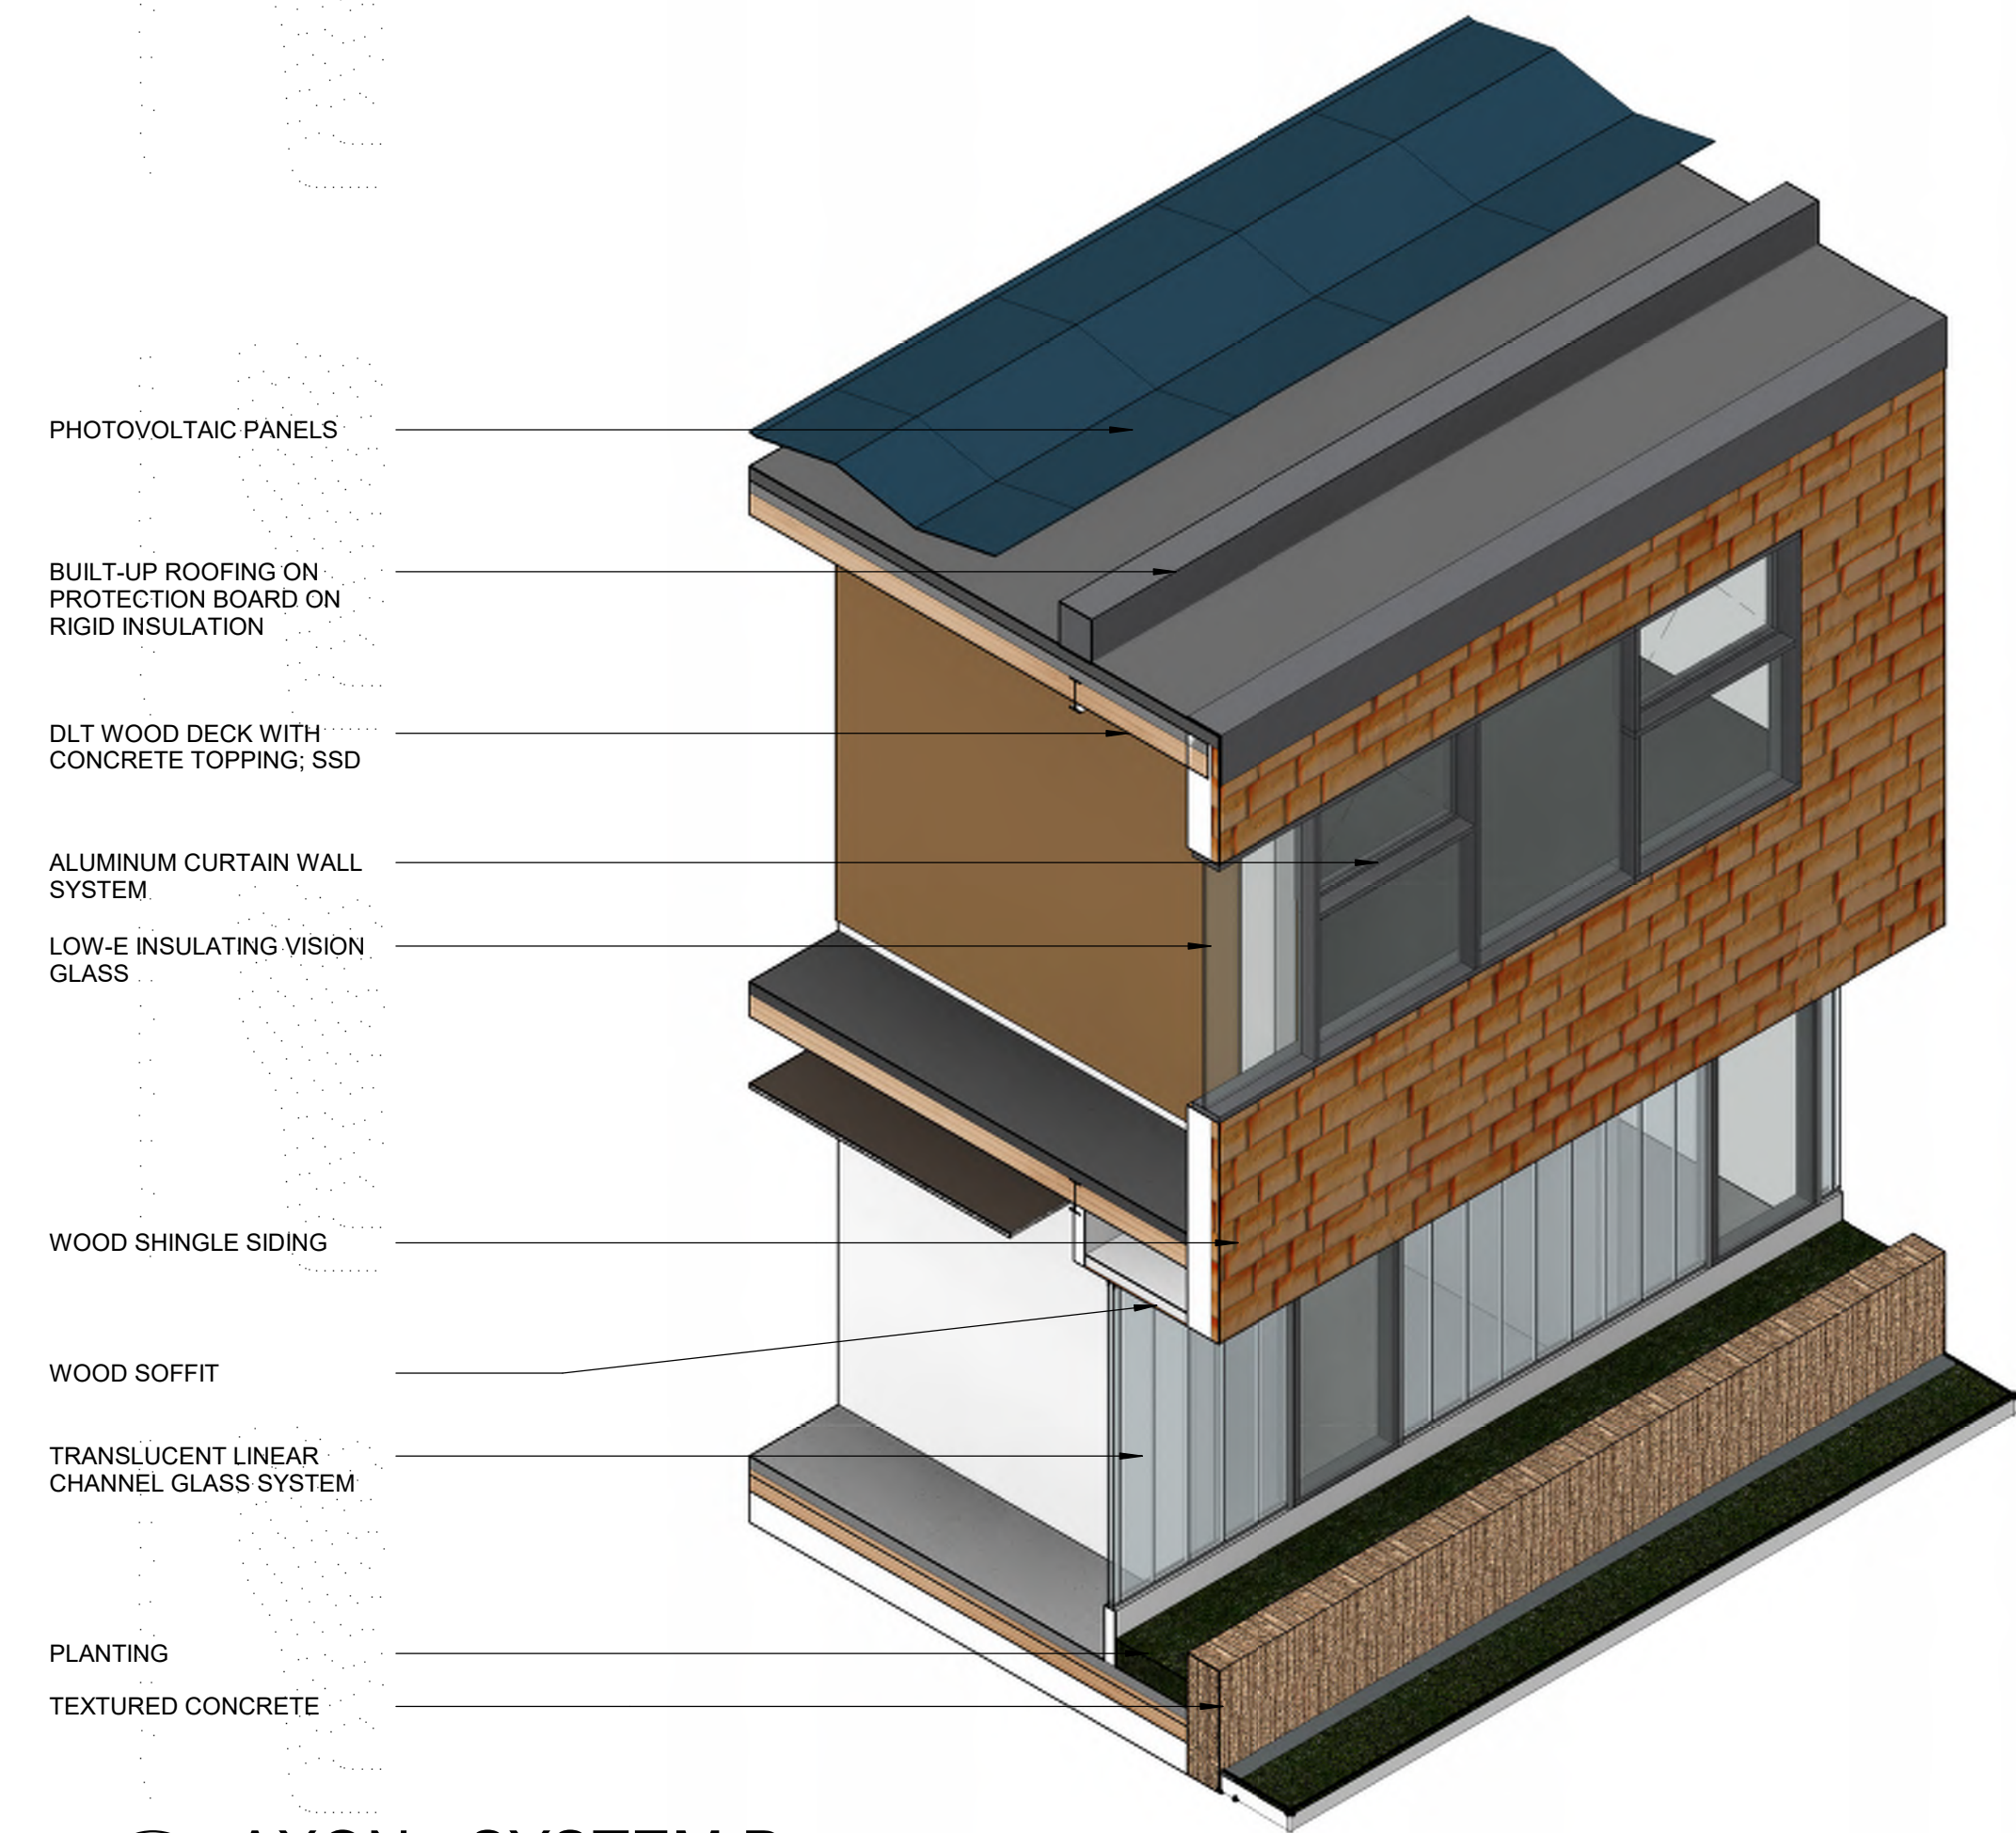 PHOTOVOLTAIC PANELS
BUILT-UP ROOFING ON
PROTECTION BOARD ON
RIGID INSULATION
DLT WOOD DECK WITH
CONCRETE TOPPING; SSD
ALUMINUM CURTAIN WALL
SYSTEM
LOW-E INSULATING VISION
GLASS
WOOD SHINGLE SIDING
WOOD SOFFIT
TRANSLUCENT LINEAR
CHANNEL GLASS SYSTEM
PLANTING
TEXTURED CONCRETE
AXON - SYSTEM B